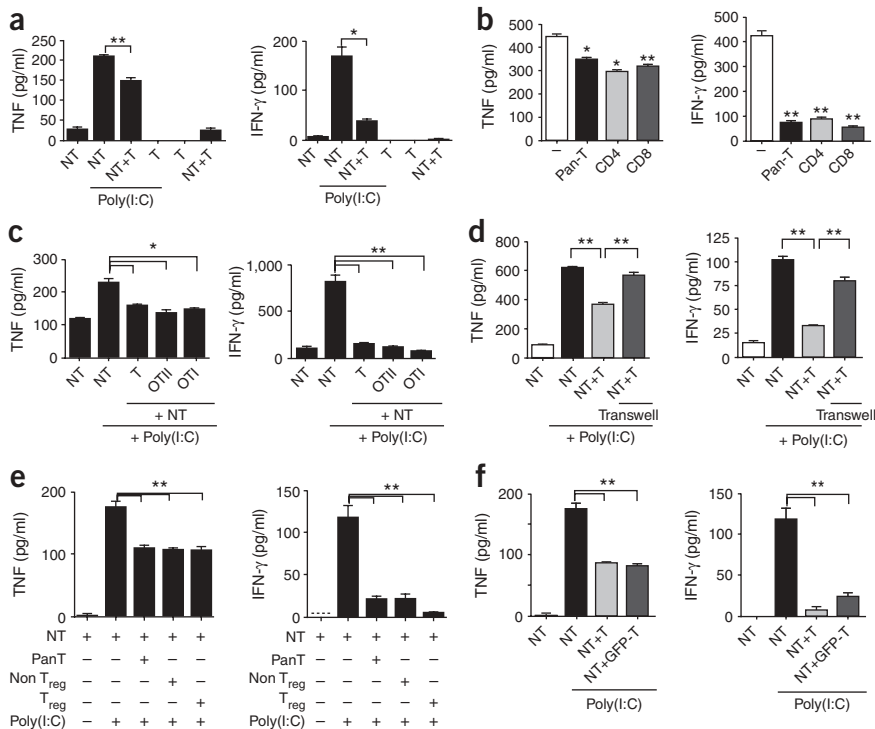 a
TNF (pg/ml)
250
200
150
100
50
0
**
NT
NT
NT+T
T
T
NT+T
Poly(I:C)
IFN-γ (pg/ml)
200
150
100
50
0
*
NT
NT
NT+T
T
T
NT+T
Poly(I:C)
b
TNF (pg/ml)
500
400
300
200
100
0
*
*
**
–
Pan-T
CD4
CD8
IFN-γ (pg/ml)
500
400
300
200
100
0
**
**
**
–
Pan-T
CD4
CD8
c
TNF (pg/ml)
300
200
100
0
*
NT
NT
T
OTII
OTI
+ NT
+ Poly(I:C)
IFN-γ (pg/ml)
1,000
500
0
**
NT
NT
T
OTII
OTI
+ NT
+ Poly(I:C)
d
TNF (pg/ml)
800
600
400
200
0
** **
NT
NT
NT+T
NT+T
Transwell
+ Poly(I:C)
IFN-γ (pg/ml)
125
100
75
50
25
0
** **
NT
NT
NT+T
NT+T
Transwell
+ Poly(I:C)
e
TNF (pg/ml)
200
100
0
**
NT + + + + +
PanT – – + – –
Non Treg – – – + –
Treg – – – – +
Poly(I:C) – + + + +
IFN-γ (pg/ml)
150
100
50
0
**
NT + + + + +
PanT – – + – –
Non Treg – – – + –
Treg – – – – +
Poly(I:C) – + + + +
f
TNF (pg/ml)
200
100
0
**
NT
NT
NT+T
NT+GFP-T
Poly(I:C)
IFN-γ (pg/ml)
150
100
50
0
**
NT
NT
NT+T
NT+GFP-T
Poly(I:C)